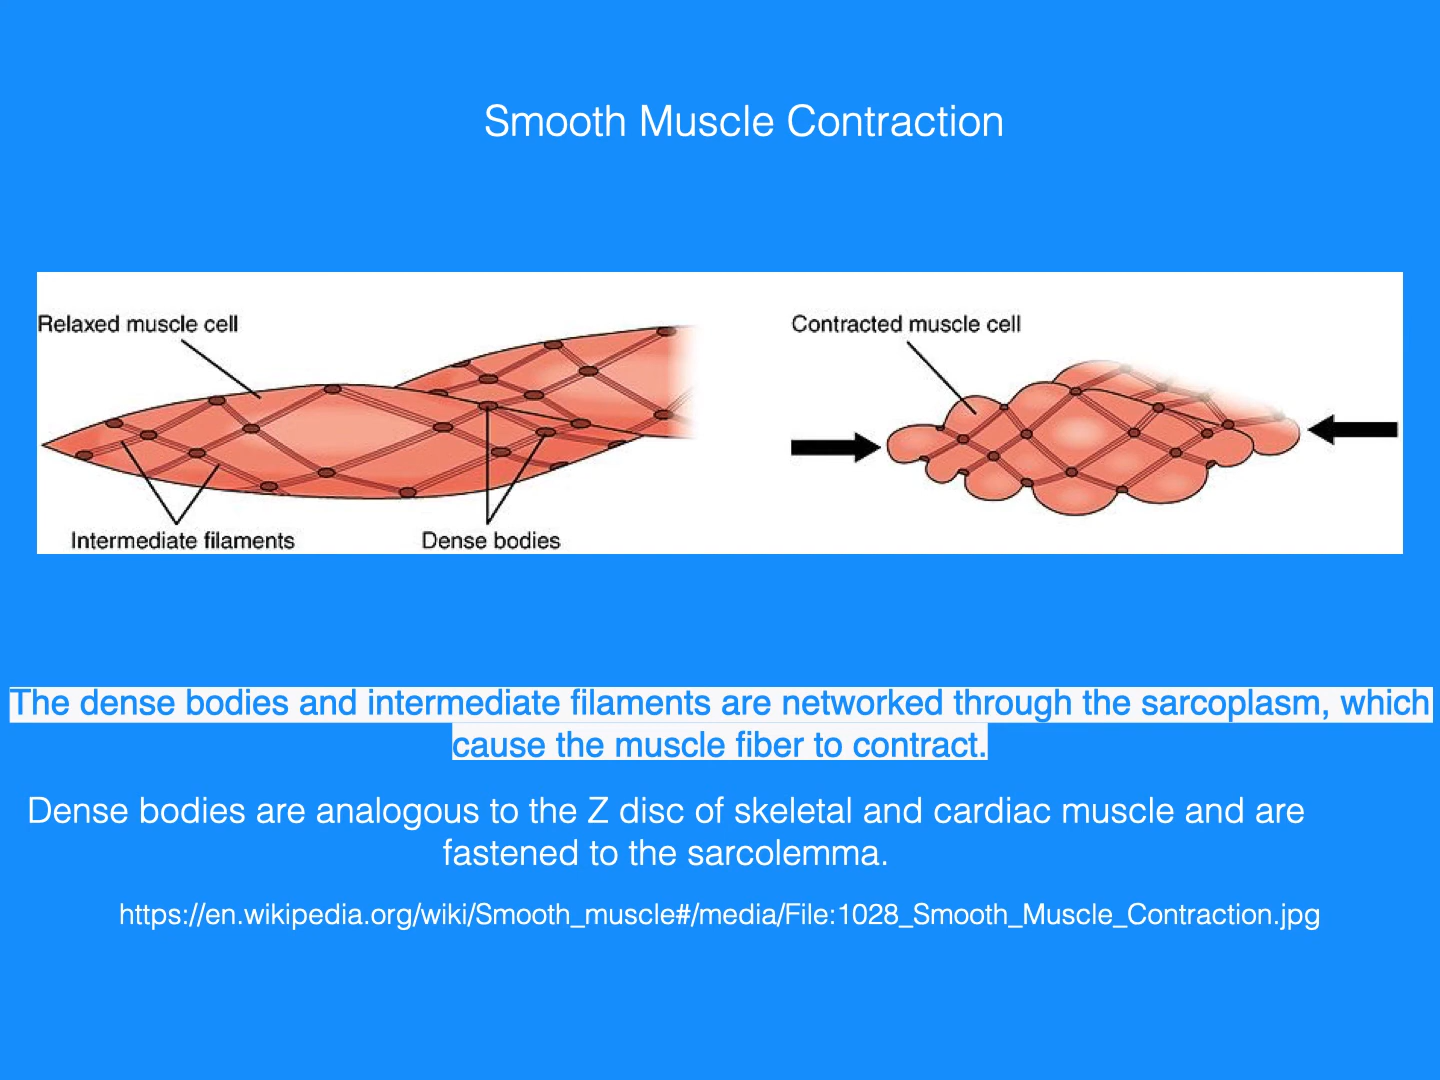 Smooth Muscle Contraction
Relaxed muscle cell
Contracted muscle cell
Intermediate filaments
Dense bodies
The dense bodies and intermediate filaments are networked through the sarcoplasm, which
cause the muscle fiber to contract.
Dense bodies are analogous to the Z disc of skeletal and cardiac muscle and are
fastened to the sarcolemma.
https://en.wikipedia.org/wiki/Smooth_muscle#/media/File:1028_Smooth_Muscle_Contraction.jpg